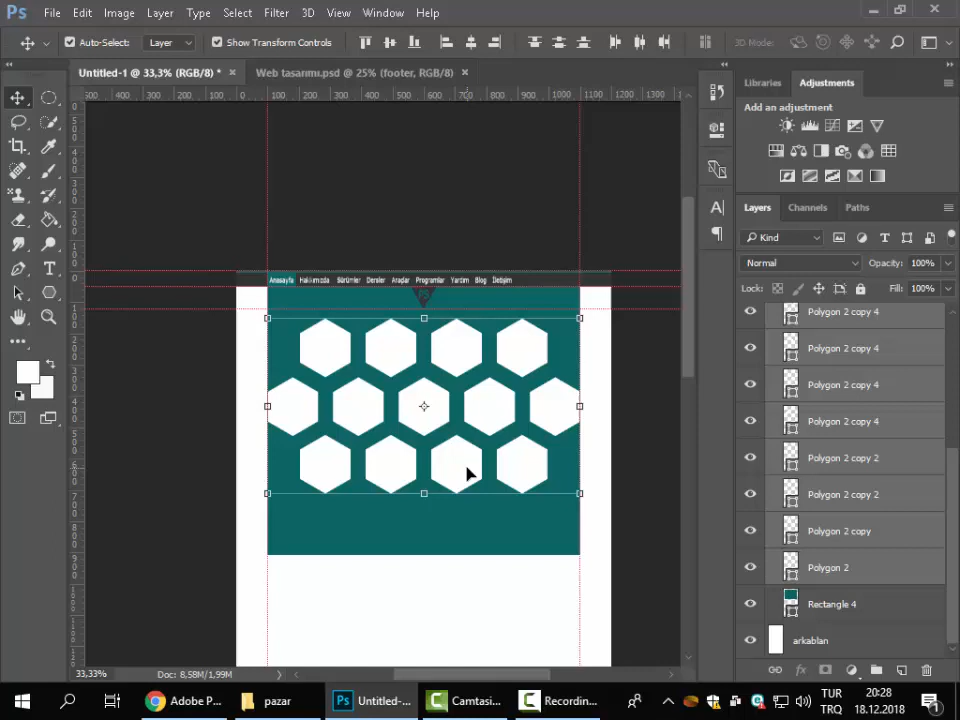 Ps File Edit Image Layer Type Select Filter 3D View Window Help
Auto-Select: Layer Show Transform Controls 3D Mode:
Untitled-1 @ 33,3% (RGB/8) * Web tasarımı.psd @ 25% (footer, RGB/8)
Libraries Adjustments
Add an adjustment
Layers Channels Paths
Kind
Normal Opacity: 100%
Lock: Fill: 100%
Anasayfa Hakkımızda Sürümler Dersler Araçlar Programlar Yardım Blog İletişim
Polygon 2 copy 4
Polygon 2 copy 4
Polygon 2 copy 4
Polygon 2 copy 4
Polygon 2 copy 2
Polygon 2 copy 2
Polygon 2 copy
Polygon 2
Rectangle 4
arkablan
33,33% Doc: 8,58M/1,99M
Adobe P... pazar Untitled-... Camtasi... Recordin... TUR 20:28
TRQ 18.12.2018